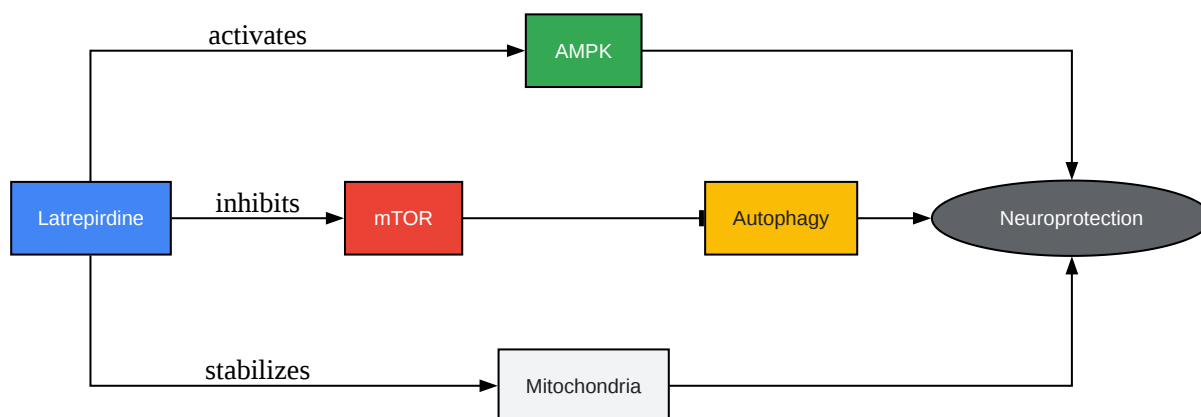 activates
AMPK
Latrepirdine
inhibits
mTOR
Autophagy
Neuroprotection
stabilizes
Mitochondria